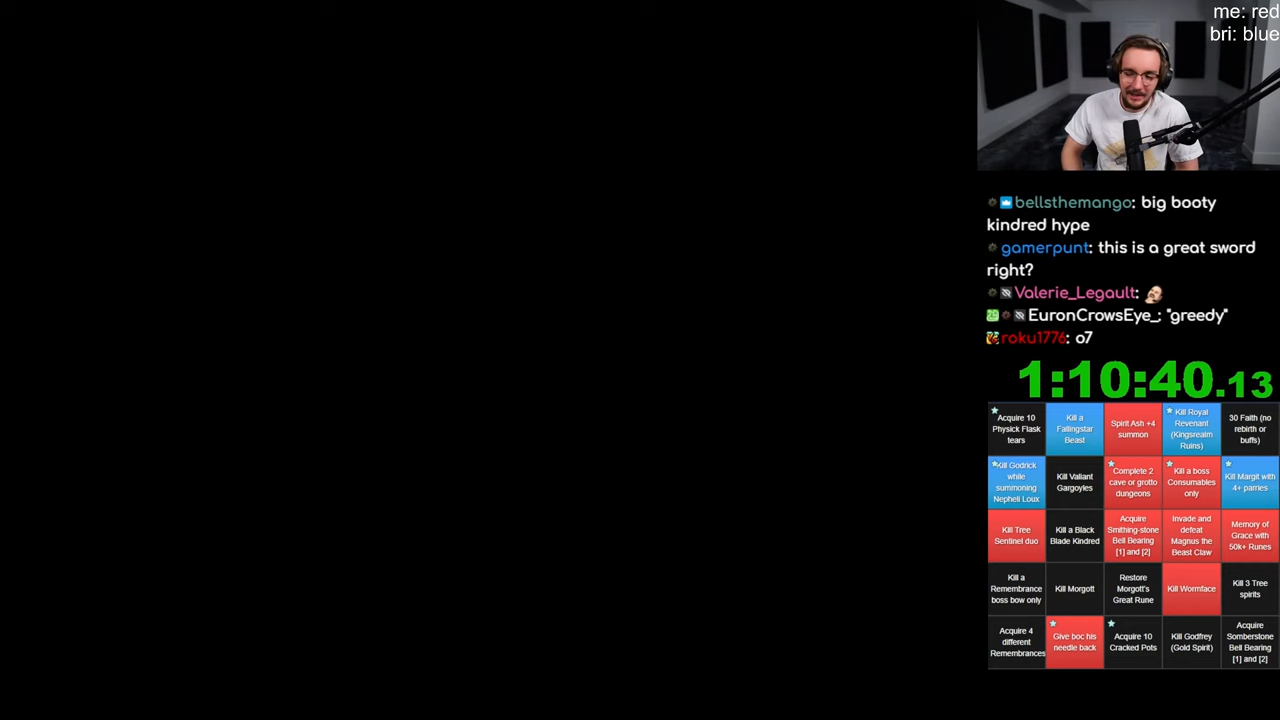 me: red
bri: blue
bellsthemango: big booty
kindred hype
gamerpunt: this is a great sword
right?
Valerie_Legault:
EuronCrowsEye_: "greedy"
roku1776: o7
1:10:40.13
Acquire 10
Physick Flask
tears
Kill a
Fallingstar
Beast
Spirit Ash +4
summon
Kill Royal
Revenant
(Kingsrealm
Ruins)
30 Faith (no
rebirth or
buffs)
Kill Godrick
while
summoning
Nepheli Loux
Kill Valiant
Gargoyles
Complete 2
cave or grotto
dungeons
Kill a boss
Consumables
only
Kill Margit with
4+ parries
Kill Tree
Sentinel duo
Kill a Black
Blade Kindred
Acquire
Smithing-stone
Bell Bearing
[1] and [2]
Invade and
defeat
Magnus the
Beast Claw
Memory of
Grace with
50k+ Runes
Kill a
Remembrance
boss bow only
Kill Morgott
Restore
Morgott's
Great Rune
Kill Wormface
Kill 3 Tree
spirits
Acquire 4
different
Remembrances
Give boc his
needle back
Acquire 10
Cracked Pots
Kill Godfrey
(Gold Spirit)
Acquire
Somberstone
Bell Bearing
[1] and [2]